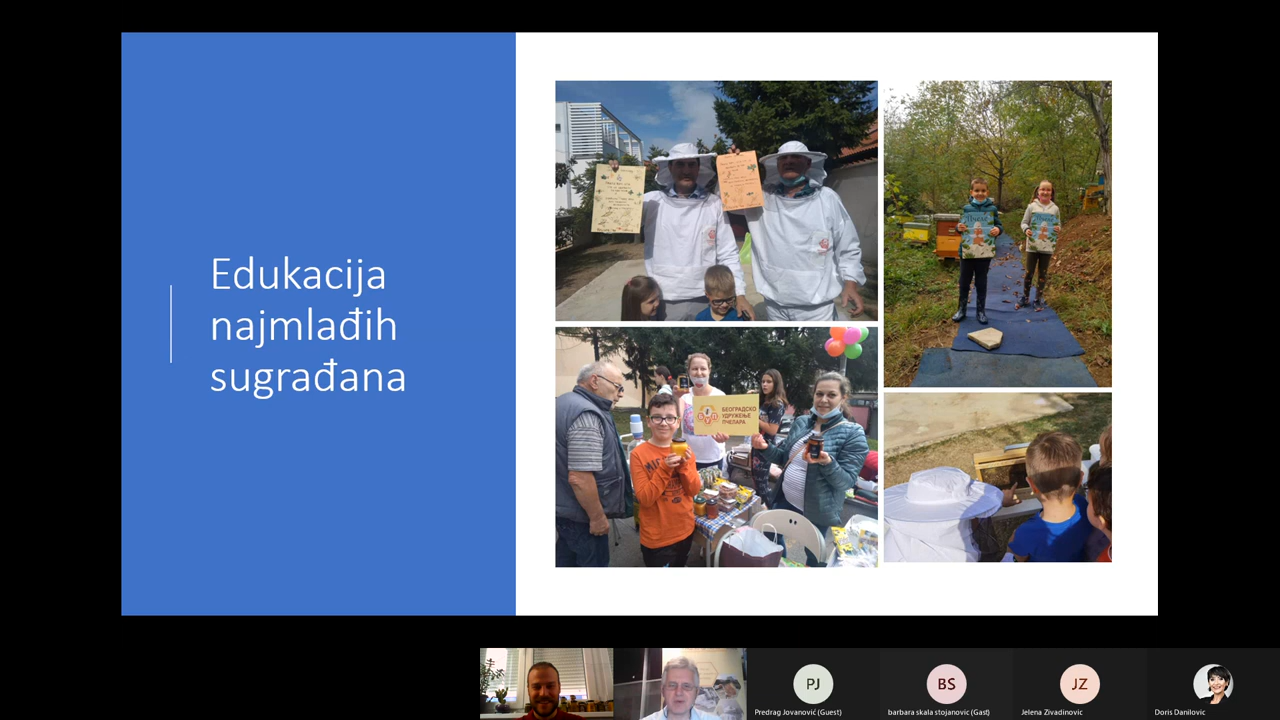 Edukacija
najmlađih
sugrađana
БЕОГРАДСКО
УДРУЖЕЊЕ
ПЧЕЛАРА
PJ
BS
JZ
Predrag Jovanović (Guest)
barbara skala stojanovic (Gast)
Jelena Zivadinovic
Doris Danilovic